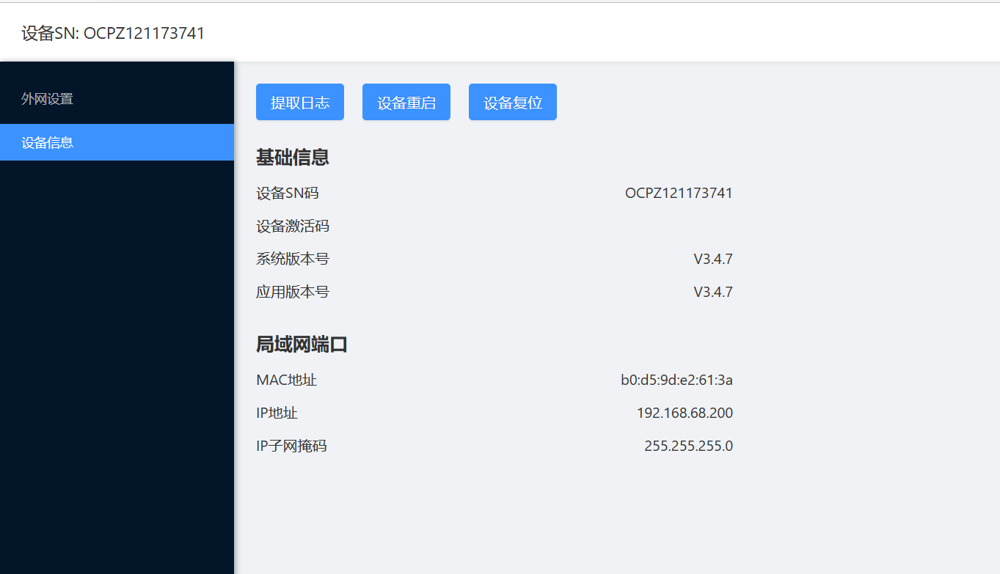 设备SN: OCPZ121173741
外网设置
设备信息
提取日志 设备重启 设备复位
基础信息
设备SN码 OCPZ121173741
设备激活码
系统版本号 V3.4.7
应用版本号 V3.4.7
局域网端口
MAC地址 b0:d5:9d:e2:61:3a
IP地址 192.168.68.200
IP子网掩码 255.255.255.0